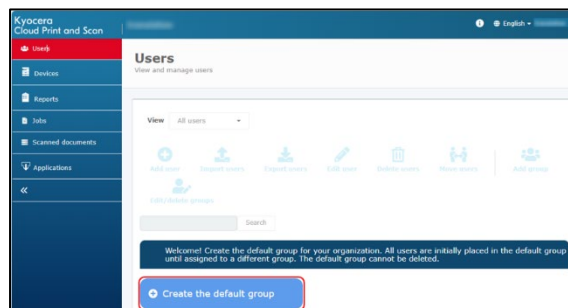 Kyocera
Cloud Print and Scon
English
Users
Users
View and manage users
Devices
Reports
Jobs
Scanned documents
Applications
View All users
Add user Import users Export users Edit user Delete users Move users Add group
Edit/delete groups
Search
Welcome! Create the default group for your organization. All users are initially placed in the default group
until assigned to a different group. The default group cannot be deleted.
Create the default group